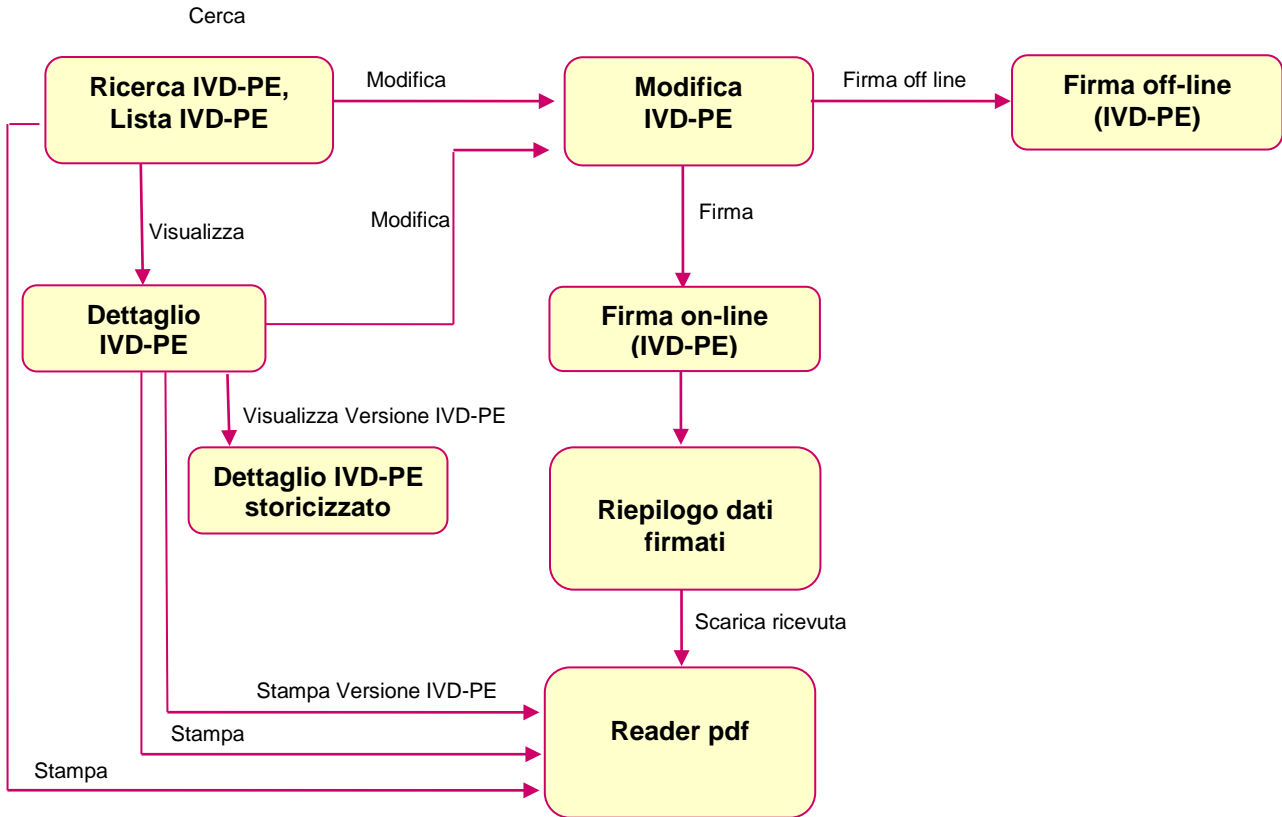 Cerca
Ricerca IVD-PE,
Lista IVD-PE
Modifica
Modifica
IVD-PE
Firma off line
Firma off-line
(IVD-PE)
Visualizza
Modifica
Firma
Dettaglio
IVD-PE
Firma on-line
(IVD-PE)
Visualizza Versione IVD-PE
Dettaglio IVD-PE
storicizzato
Riepilogo dati
firmati
Scarica ricevuta
Stampa Versione IVD-PE
Stampa
Stampa
Reader pdf